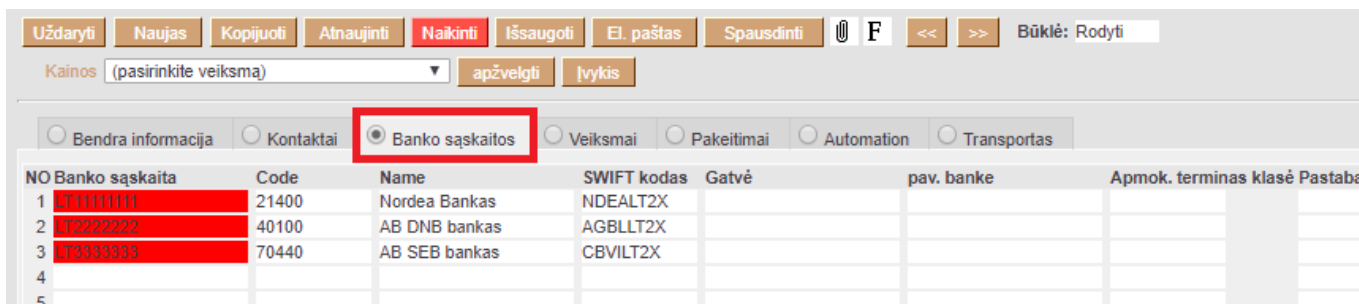 Uždaryti Naujas Kopijuoti Atnaujinti Naikinti Išsaugoti El. paštas Spausdinti F << >> Būklė: Rodyti
Kainos (pasirinkite veiksmą) apžvelgti Įvykis
Bendra informacija Kontaktai Banko sąskaitos Veiksmai Pakeitimai Automation Transportas
NO Banko sąskaita Code Name SWIFT kodas Gatvė pav. banke Apmok. terminas klasė Pastaba
1 LT11111111 21400 Nordea Bankas NDEALT2X
2 LT2222222 40100 AB DNB bankas AGBLLT2X
3 LT3333333 70440 AB SEB bankas CBVILT2X
4
5